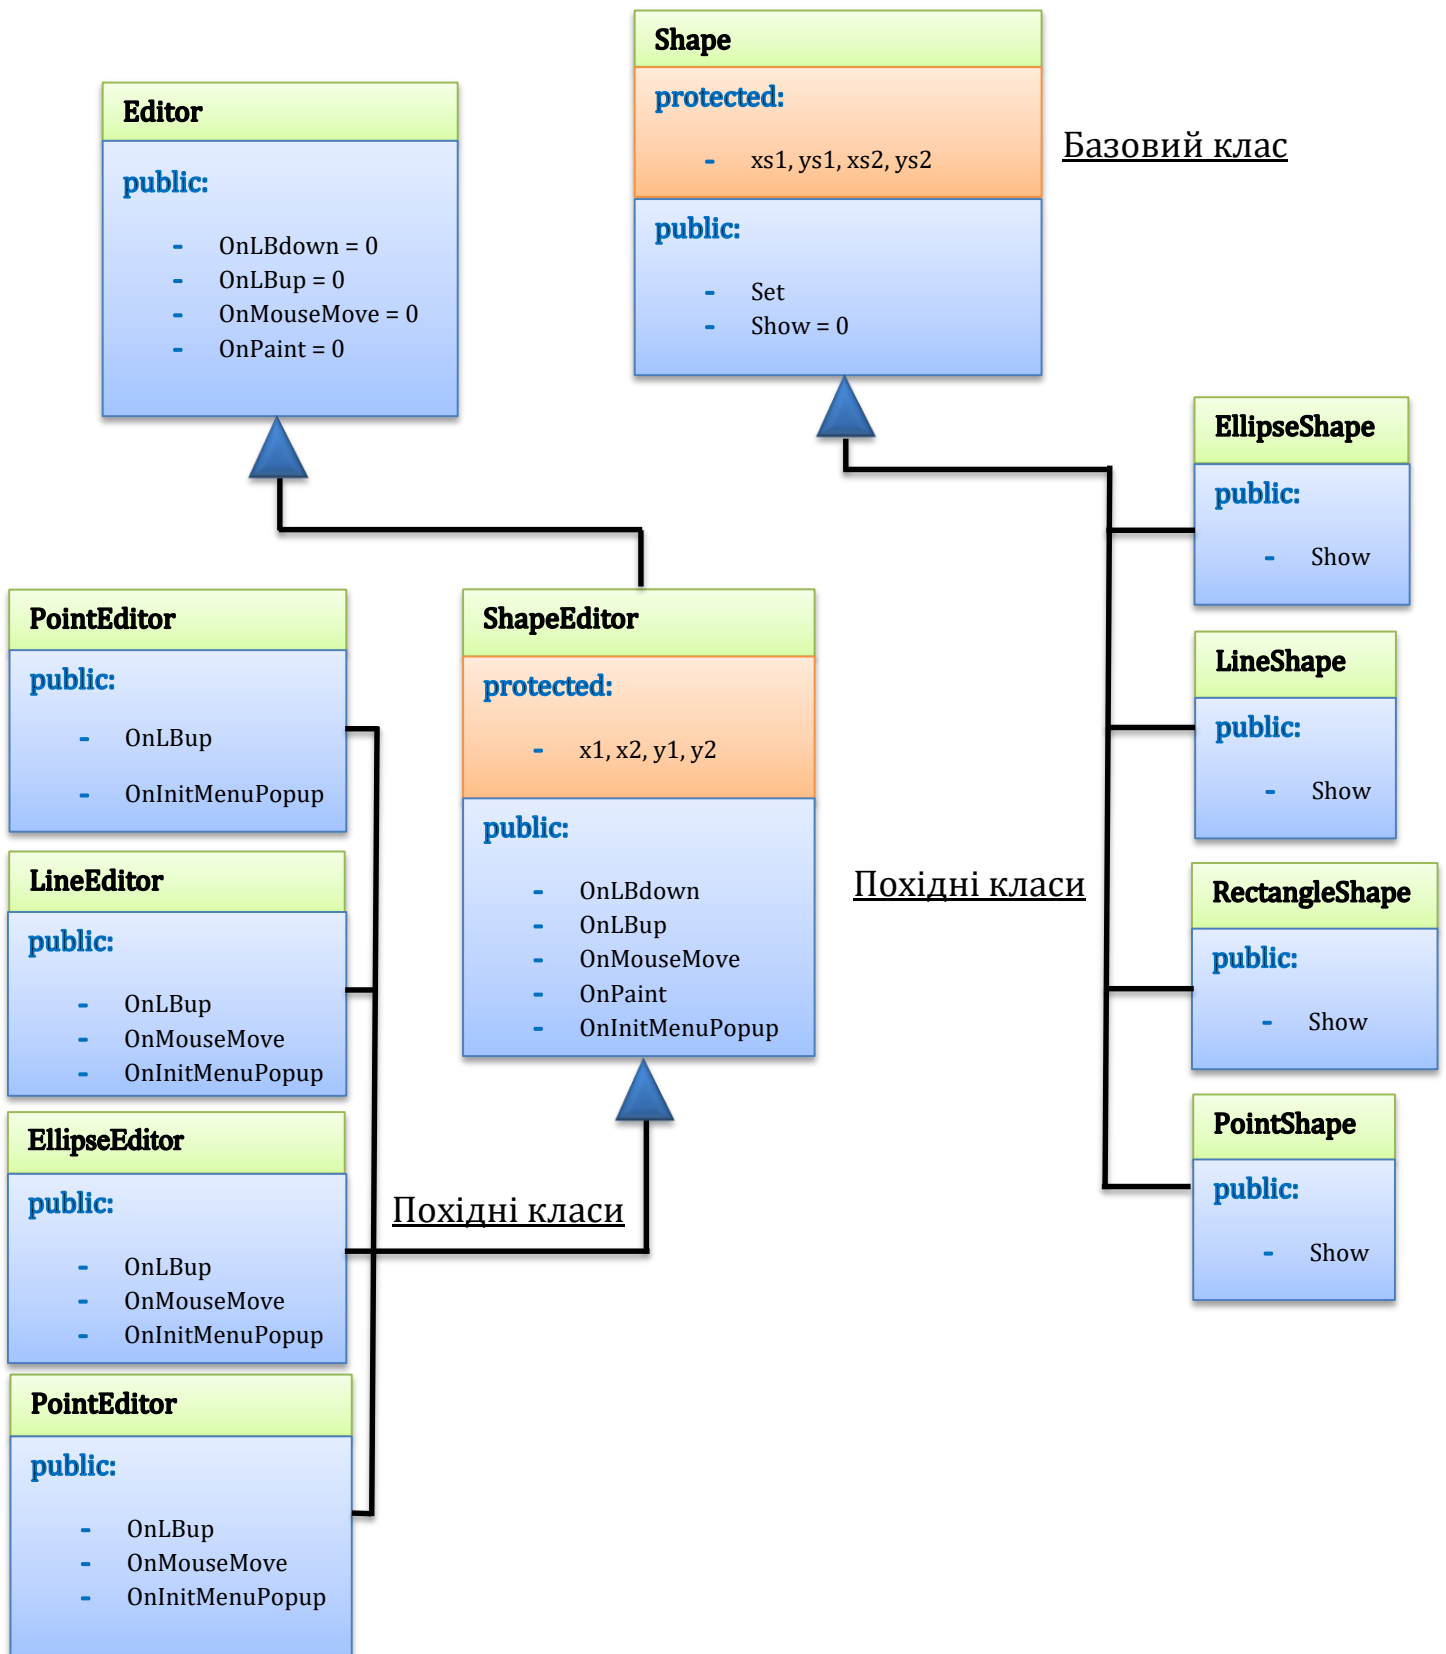 Shape
protected:
- xs1, ys1, xs2, ys2
public:
- Set
- Show = 0
Базовий клас
Editor
public:
- OnLBdown = 0
- OnLBup = 0
- OnMouseMove = 0
- OnPaint = 0
EllipseShape
public:
- Show
LineShape
public:
- Show
RectangleShape
public:
- Show
PointShape
public:
- Show
Похідні класи
ShapeEditor
protected:
- x1, x2, y1, y2
public:
- OnLBdown
- OnLBup
- OnMouseMove
- OnPaint
- OnInitMenuPopup
Похідні класи
PointEditor
public:
- OnLBup
- OnInitMenuPopup
LineEditor
public:
- OnLBup
- OnMouseMove
- OnInitMenuPopup
EllipseEditor
public:
- OnLBup
- OnMouseMove
- OnInitMenuPopup
PointEditor
public:
- OnLBup
- OnMouseMove
- OnInitMenuPopup